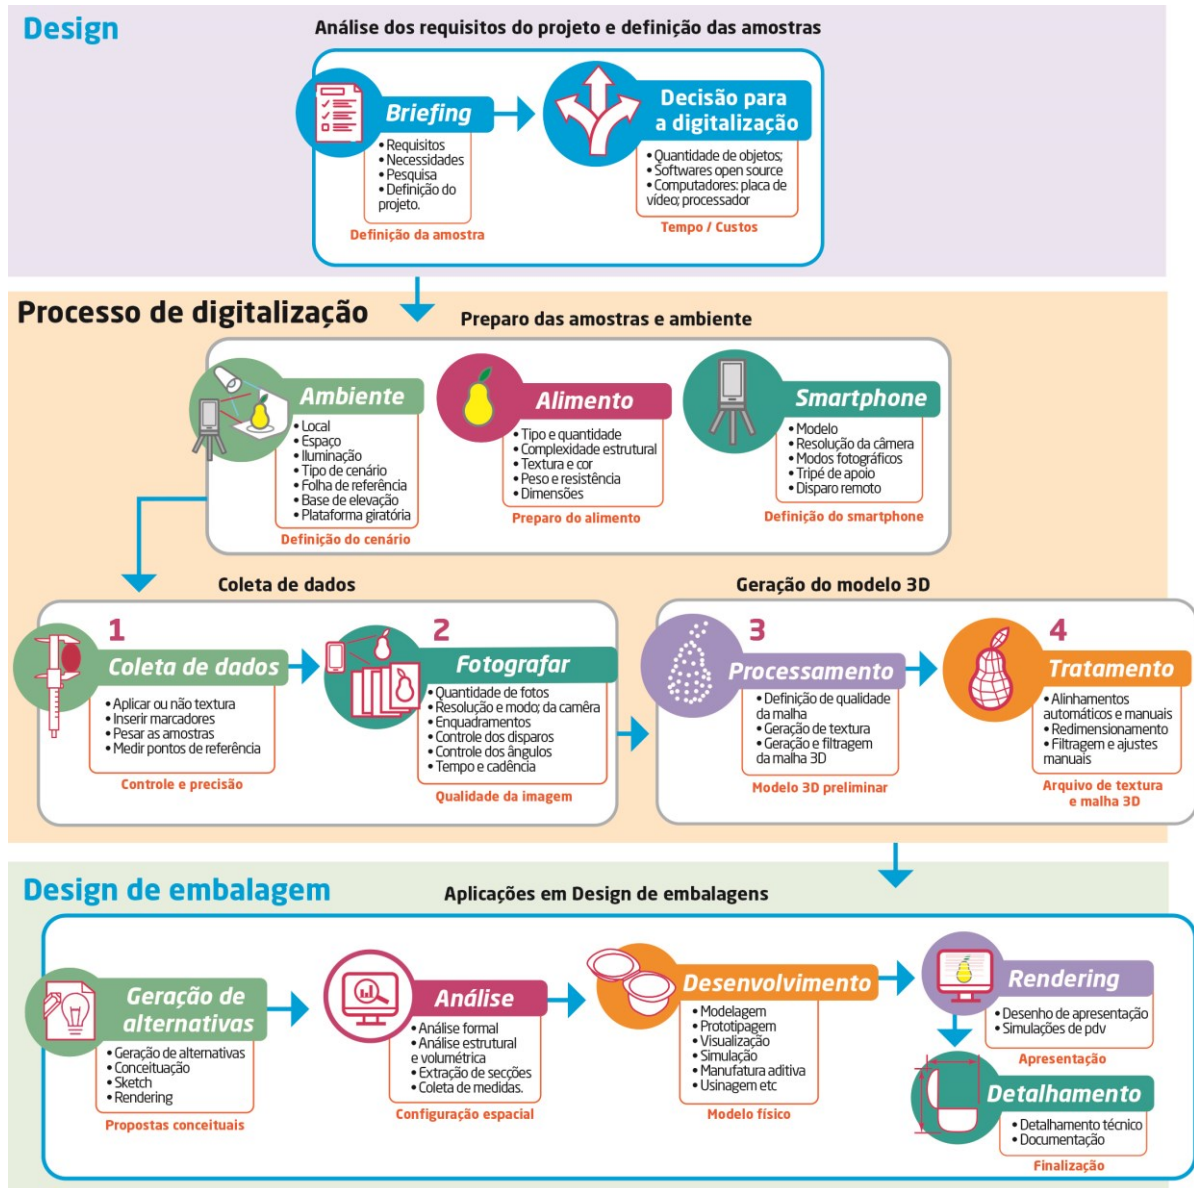 Design
Análise dos requisitos do projeto e definição das amostras
Briefing
• Requisitos
• Necessidades
• Pesquisa
• Definição do
projeto.
Definição da amostra
Decisão para
a digitalização
• Quantidade de objetos;
• Softwares open source
• Computadores: placa de
vídeo; processador
Tempo / Custos
Processo de digitalização
Preparo das amostras e ambiente
Ambiente
• Local
• Espaço
• Iluminação
• Tipo de cenário
• Folha de referência
• Base de elevação
• Plataforma giratória
Definição do cenário
Alimento
• Tipo e quantidade
• Complexidade estrutural
• Textura e cor
• Peso e resistência
• Dimensões
Preparo do alimento
Smartphone
• Modelo
• Resolução da câmera
• Modos fotográficos
• Tripé de apoio
• Disparo remoto
Definição do smartphone
Coleta de dados
1
Coleta de dados
• Aplicar ou não textura
• Inserir marcadores
• Pesar as amostras
• Medir pontos de referência
Controle e precisão
2
Fotografar
• Quantidade de fotos
• Resolução e modo; da camêra
• Enquadramentos
• Controle dos disparos
• Controle dos ângulos
• Tempo e cadência
Qualidade da imagem
Geração do modelo 3D
3
Processamento
• Definição de qualidade
da malha
• Geração de textura
• Geração e filtragem
da malha 3D
Modelo 3D preliminar
4
Tratamento
• Alinhamentos
automáticos e manuais
• Redimensionamento
• Filtragem e ajustes
manuais
Arquivo de textura
e malha 3D
Design de embalagem
Aplicações em Design de embalagens
Geração de
alternativas
• Geração de alternativas
• Conceituação
• Sketch
• Rendering
Propostas conceituais
Análise
• Análise formal
• Análise estrutural
e volumétrica
• Extração de secções
• Coleta de medidas.
Configuração espacial
Desenvolvimento
• Modelagem
• Prototipagem
• Visualização
• Simulação
• Manufatura aditiva
• Usinagem etc
Modelo físico
Rendering
• Desenho de apresentação
• Simulações de pdv
Apresentação
Detalhamento
• Detalhamento técnico
• Documentação
Finalização